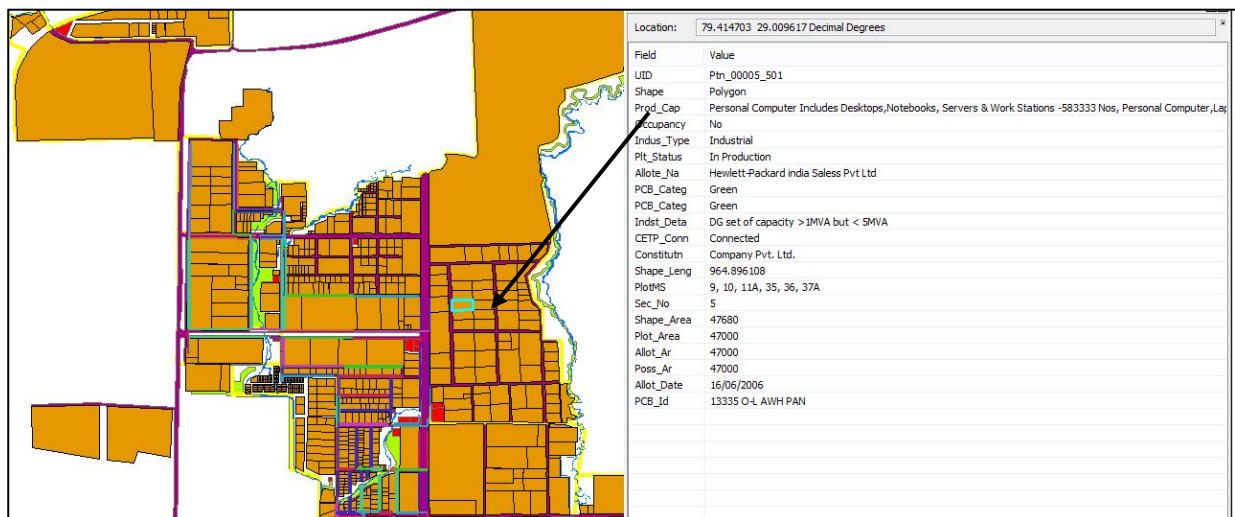 Location: 79.414703 29.009617 Decimal Degrees
Field Value
UID Ptn_00005_501
Shape Polygon
Prod_Cap Personal Computer Includes Desktops,Notebooks, Servers & Work Stations -583333 Nos, Personal Computer,Lap
Occupancy No
Indus_Type Industrial
Plt_Status In Production
Allote_Na Hewlett-Packard india Saless Pvt Ltd
PCB_Categ Green
PCB_Categ Green
Indst_Deta DG set of capacity >1MVA but < 5MVA
CETP_Conn Connected
Constitutn Company Pvt. Ltd.
Shape_Leng 964.896108
PlotMS 9, 10, 11A, 35, 36, 37A
Sec_No 5
Shape_Area 47680
Plot_Area 47000
Allot_Ar 47000
Poss_Ar 47000
Allot_Date 16/06/2006
PCB_Id 13335 O-L AWH PAN